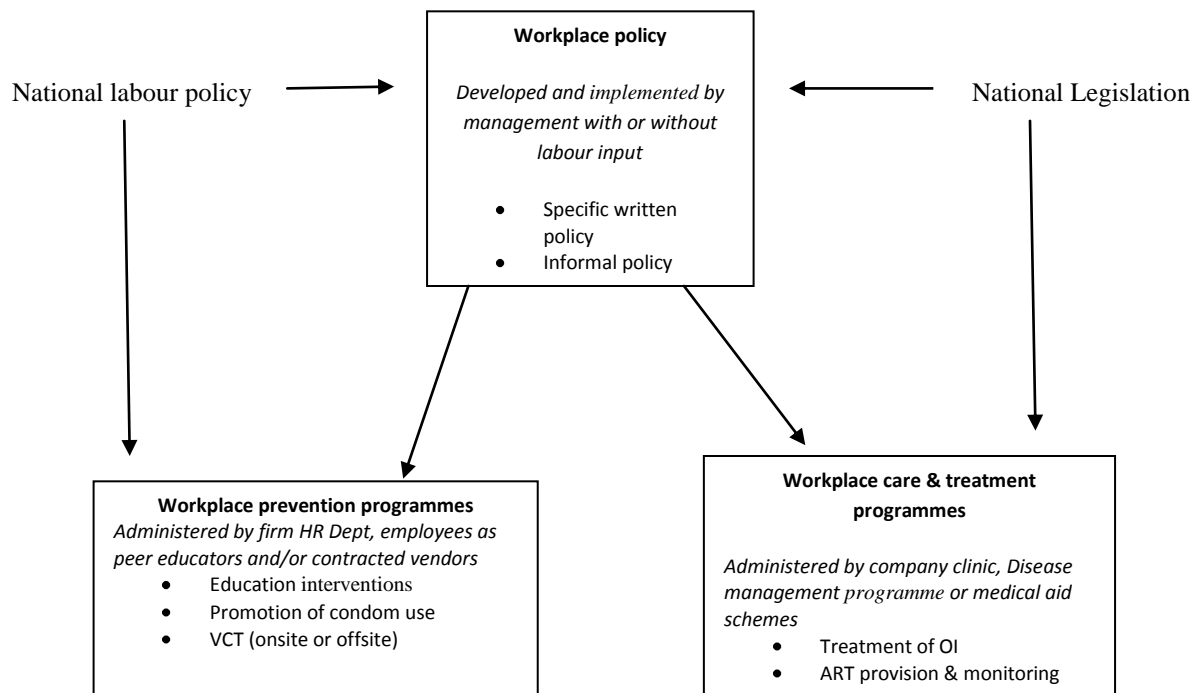 Workplace policy
National labour policy
National Legislation
Developed and implemented by
management with or without
labour input
• Specific written
policy
• Informal policy
Workplace prevention programmes
Administered by firm HR Dept, employees as
peer educators and/or contracted vendors
• Education interventions
• Promotion of condom use
• VCT (onsite or offsite)
Workplace care & treatment
programmes
Administered by company clinic, Disease
management programme or medical aid
schemes
• Treatment of OI
• ART provision & monitoring